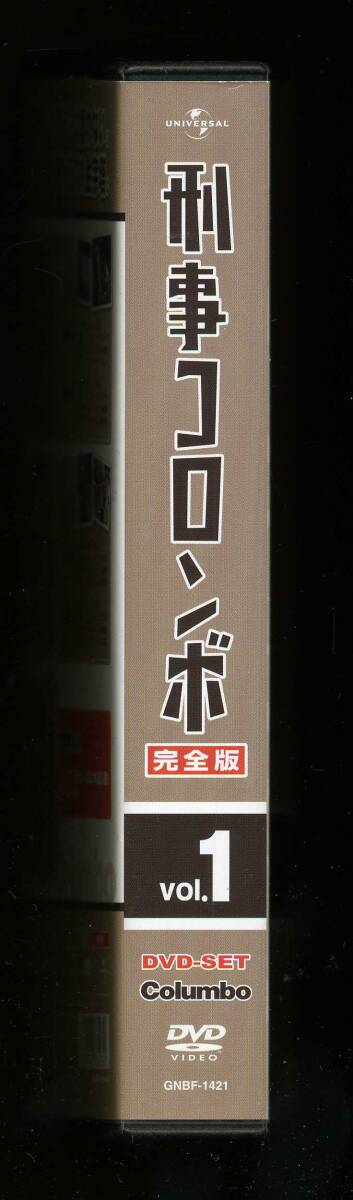 UNIVERSAL
刑事コロンボ
完全版
vol.1
DVD-SET
Columbo
DVD
VIDEO
GNBF-1421